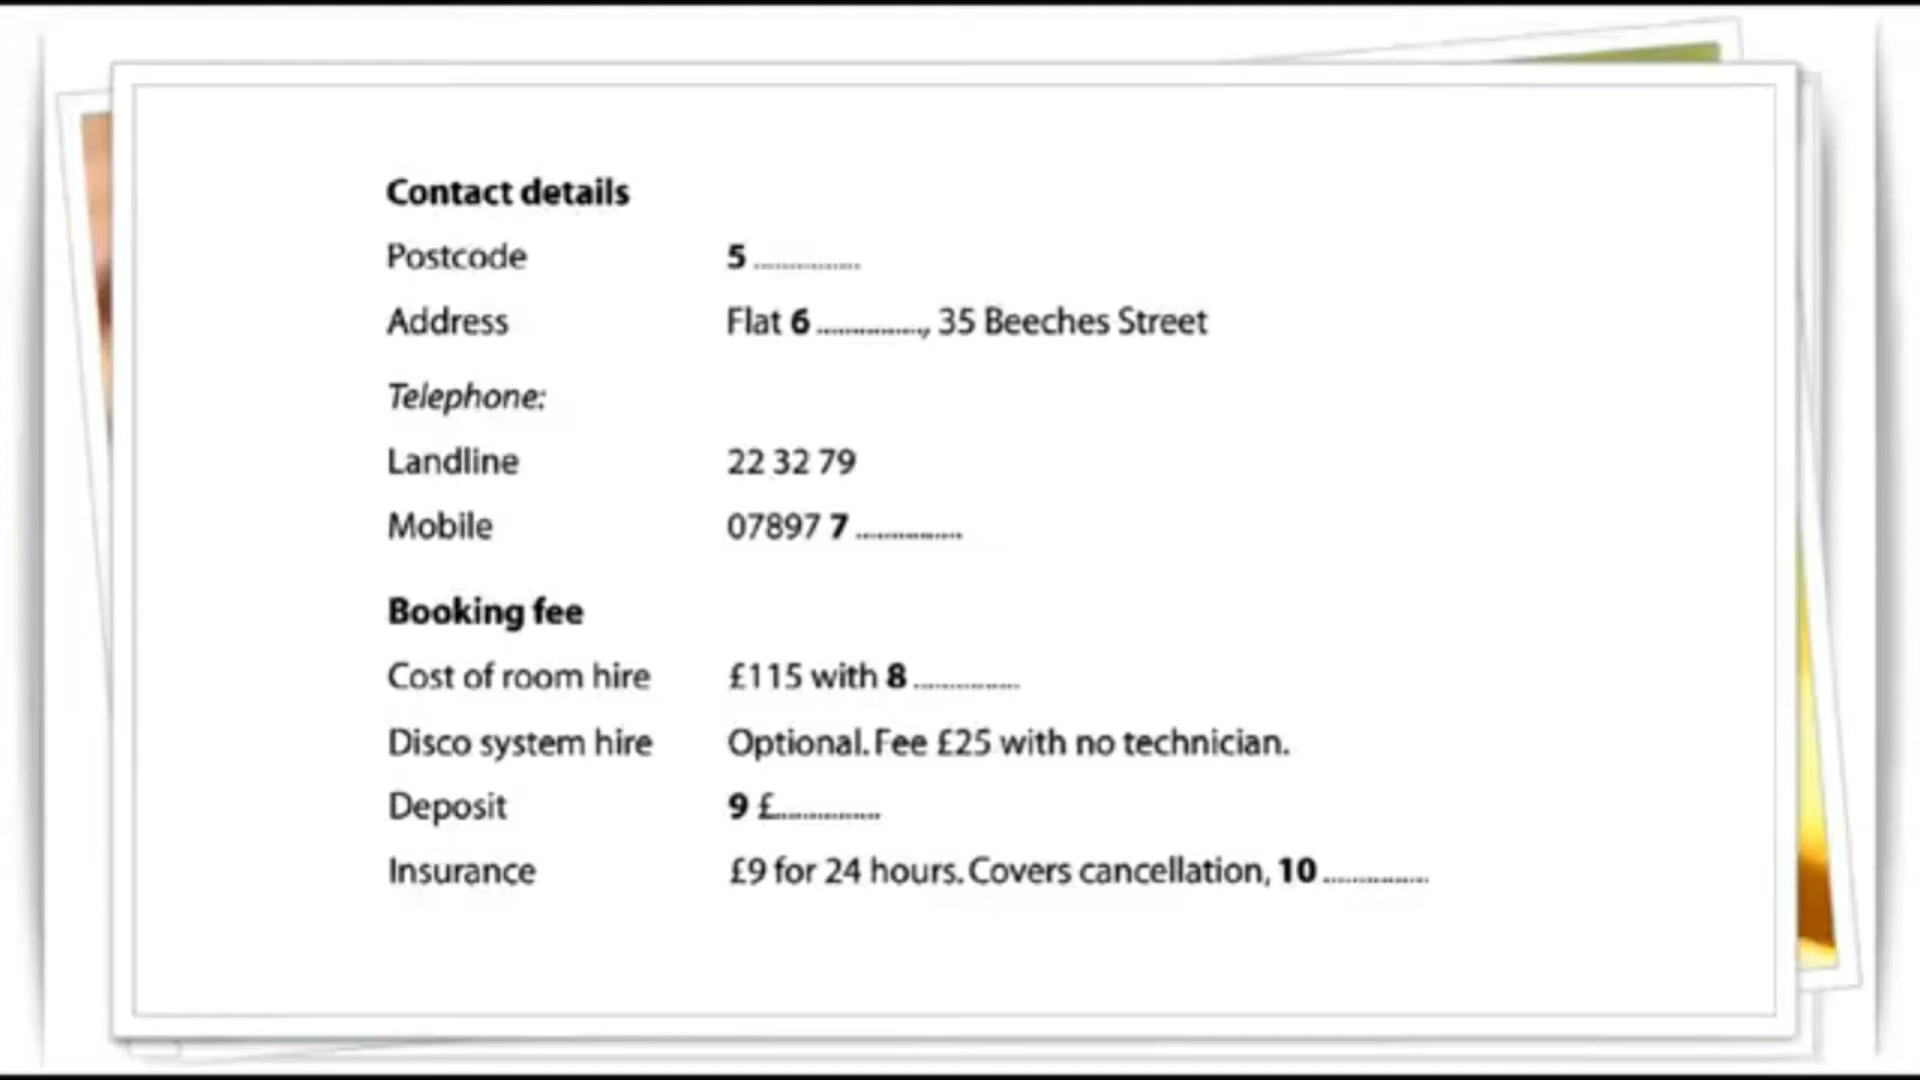 Contact details
Postcode 5 ...............
Address Flat 6 ..............., 35 Beeches Street
Telephone:
Landline 22 32 79
Mobile 07897 7 ...............
Booking fee
Cost of room hire £115 with 8 ...............
Disco system hire Optional. Fee £25 with no technician.
Deposit 9 £...............
Insurance £9 for 24 hours. Covers cancellation, 10 ...............